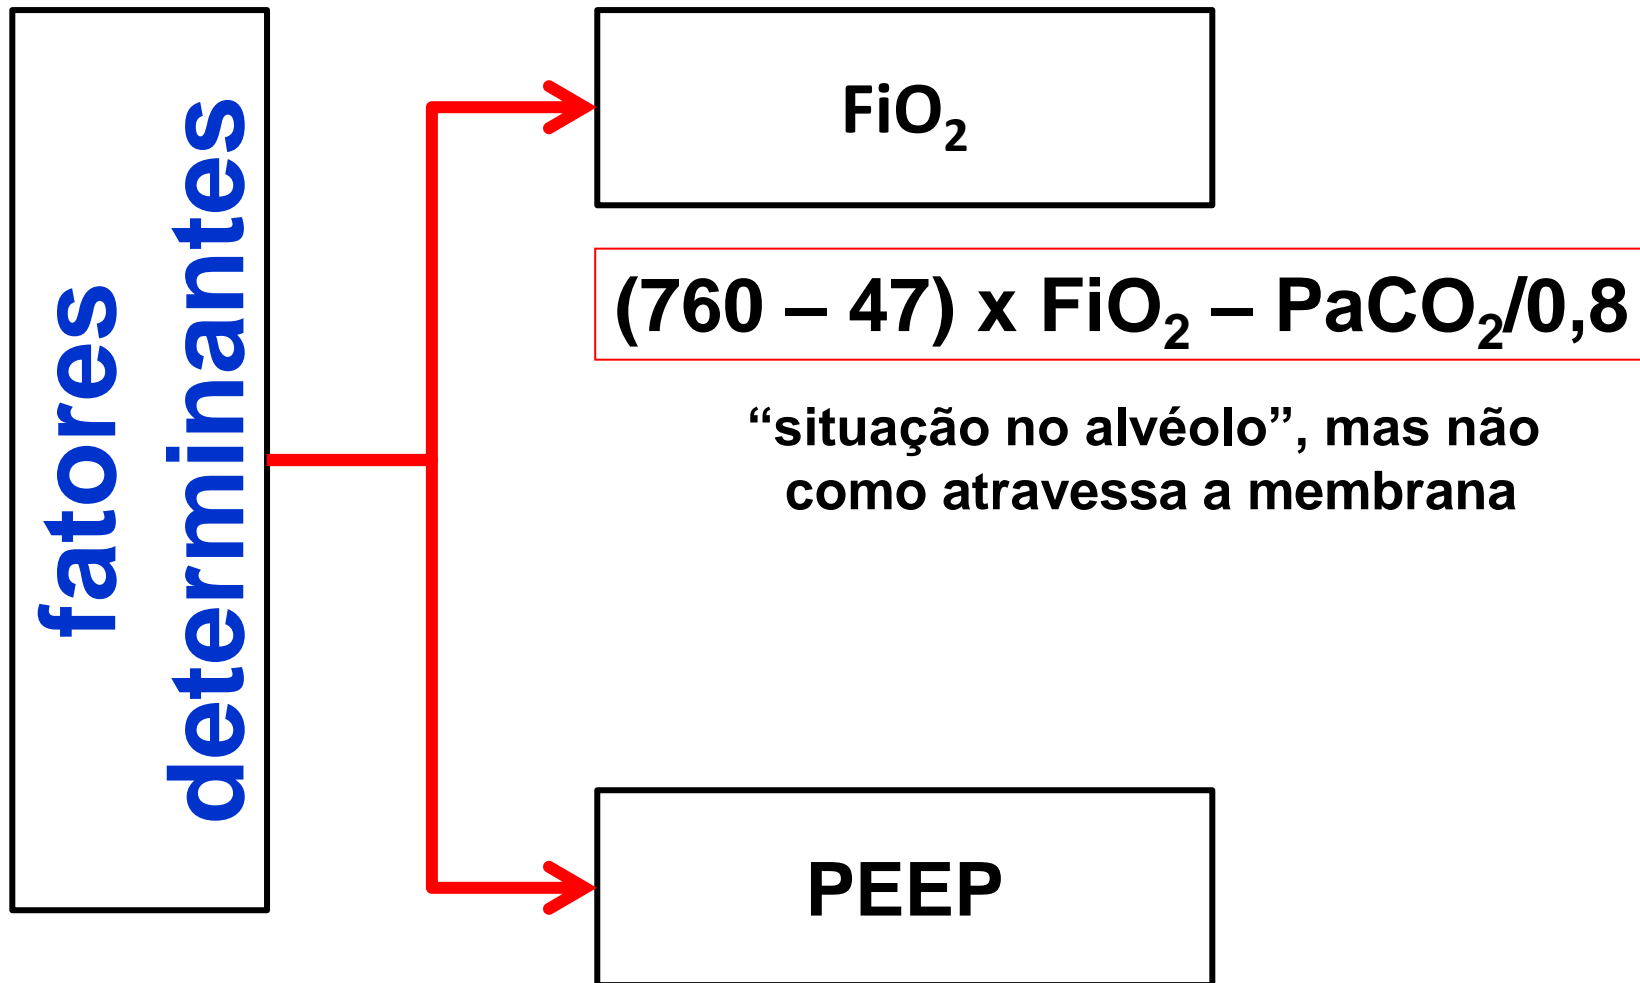 fatores
determinantes
FiO₂
(760 – 47) x FiO₂ – PaCO₂/0,8
“situação no alvéolo”, mas não
como atravessa a membrana
PEEP